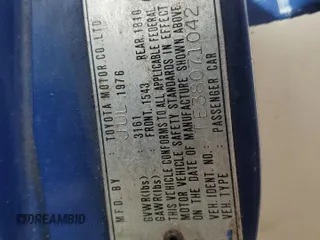 MFD. BY : TOYOTA MOTOR CO., LTD.
JUL 1976
GVWR(lbs) : 3161
GAWR(lbs) : FRONT.1543 REAR.1810
THIS VEHICLE CONFORMS TO ALL APPLICABLE FEDERAL
MOTOR VEHICLE SAFETY STANDARDS IN EFFECT
ON THE DATE OF MANUFACTURE SHOWN ABOVE.
VEH. IDENT. NO. : TE38071042
VEH. TYPE : PASSENGER CAR
DREAMBID